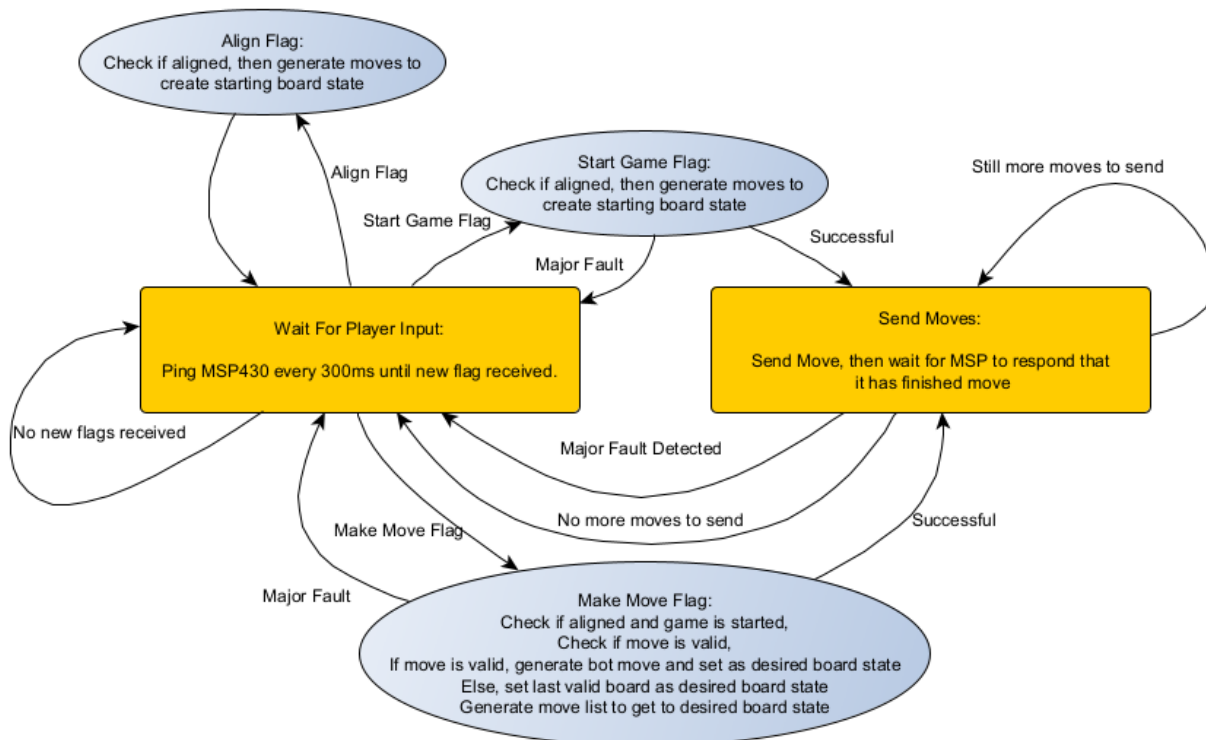 Align Flag:
Check if aligned, then generate moves to
create starting board state
Align Flag
Start Game Flag:
Check if aligned, then generate moves to
create starting board state
Still more moves to send
Start Game Flag
Successful
Major Fault
Wait For Player Input:
Ping MSP430 every 300ms until new flag received.
Send Moves:
Send Move, then wait for MSP to respond that
it has finished move
No new flags received
Major Fault Detected
No more moves to send
Successful
Make Move Flag
Major Fault
Make Move Flag:
Check if aligned and game is started,
Check if move is valid,
If move is valid, generate bot move and set as desired board state
Else, set last valid board as desired board state
Generate move list to get to desired board state